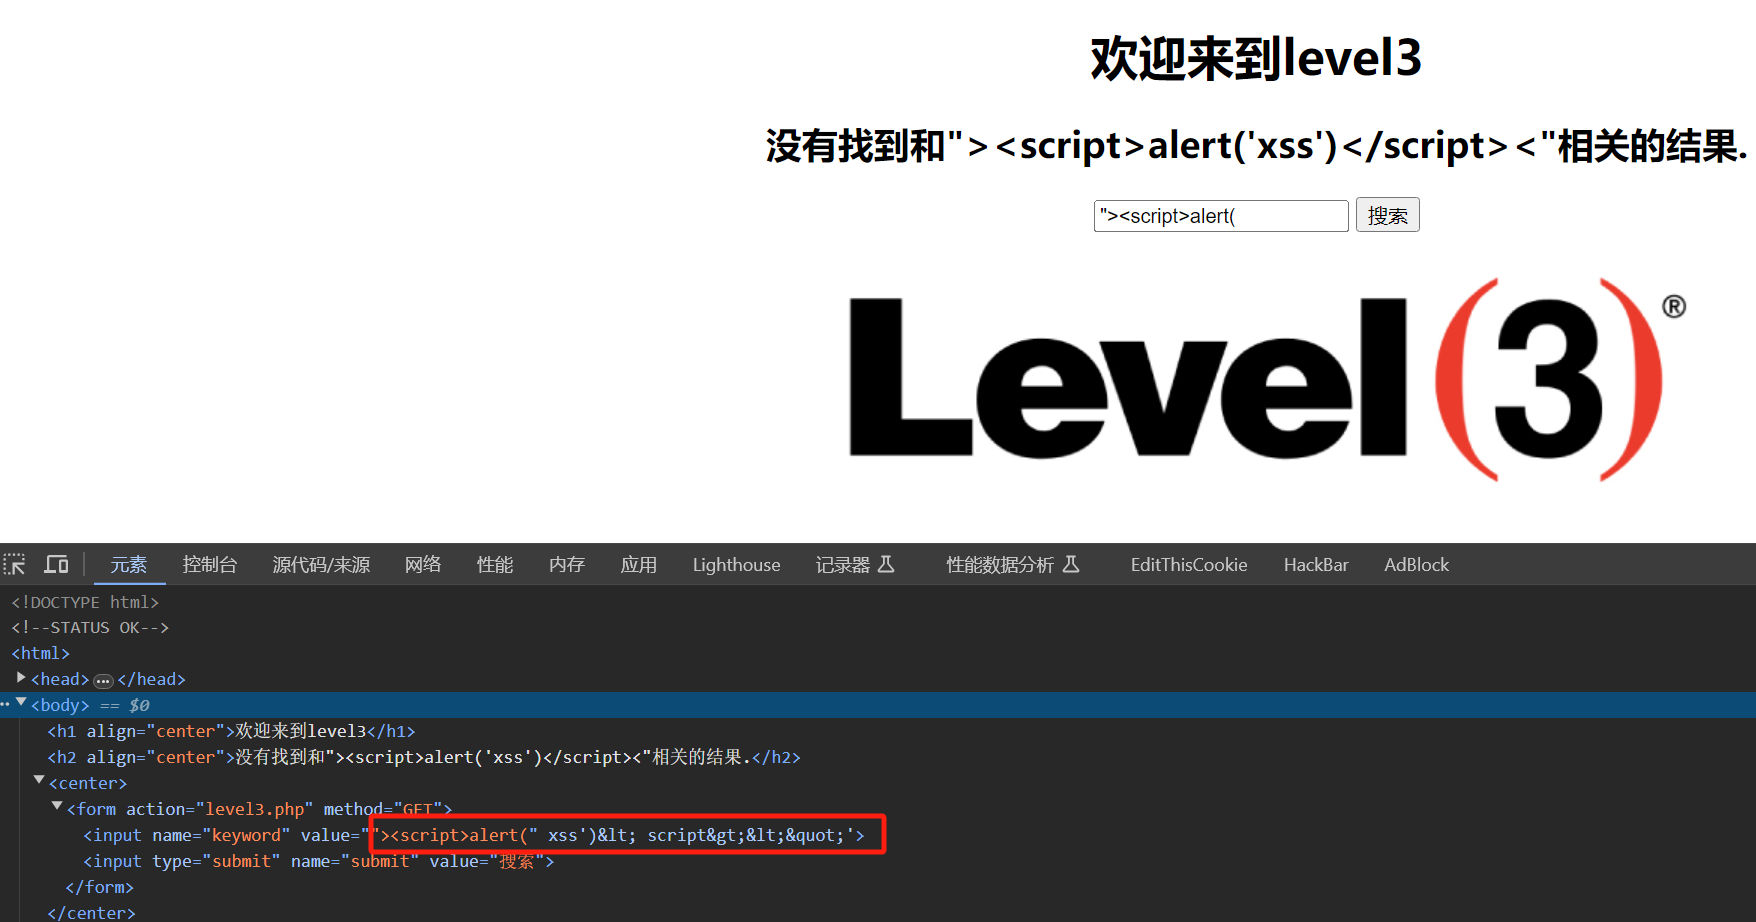 欢迎来到level3
没有找到和"><script>alert('xss')</script><"相关的结果.
"><script>alert( 搜索
Level(3)®
元素 控制台 源代码/来源 网络 性能 内存 应用 Lighthouse 记录器 性能数据分析 EditThisCookie HackBar AdBlock
<!DOCTYPE html>
<!--STATUS OK-->
<html>
<head>…</head>
<body> == $0
<h1 align="center">欢迎来到level3</h1>
<h2 align="center">没有找到和"><script>alert('xss')</script><"相关的结果.</h2>
<center>
<form action="level3.php" method="GET">
<input name="keyword" value=""><script>alert(" xss')&lt; script&gt;&lt;&quot;'>
<input type="submit" name="submit" value="搜索">
</form>
</center>